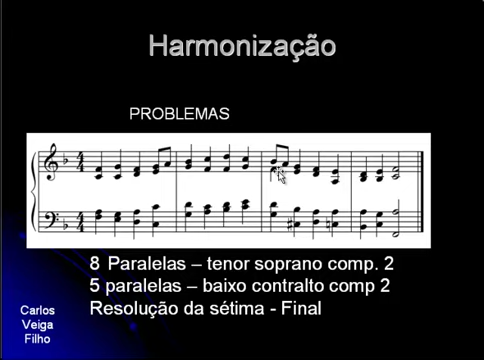 Harmonização
PROBLEMAS
8 Paralelas – tenor soprano comp. 2
5 paralelas – baixo contralto comp 2
Resolução da sétima - Final
Carlos
Veiga
Filho